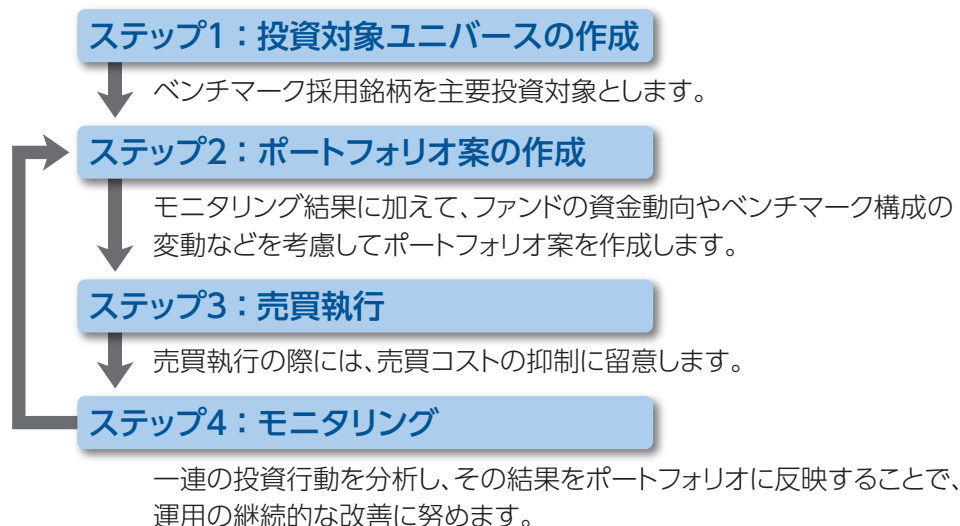 ステップ1：投資対象ユニバースの作成
ベンチマーク採用銘柄を主要投資対象とします。
ステップ2：ポートフォリオ案の作成
モニタリング結果に加えて、ファンドの資金動向やベンチマーク構成の
変動などを考慮してポートフォリオ案を作成します。
ステップ3：売買執行
売買執行の際には、売買コストの抑制に留意します。
ステップ4：モニタリング
一連の投資行動を分析し、その結果をポートフォリオに反映することで、
運用の継続的な改善に努めます。